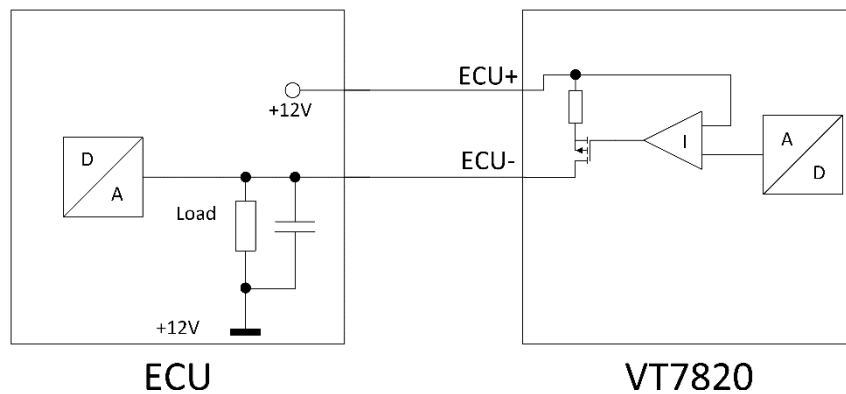 ECU+
+12V
D
A
ECU-
I
A
D
Load
+12V
ECU
VT7820